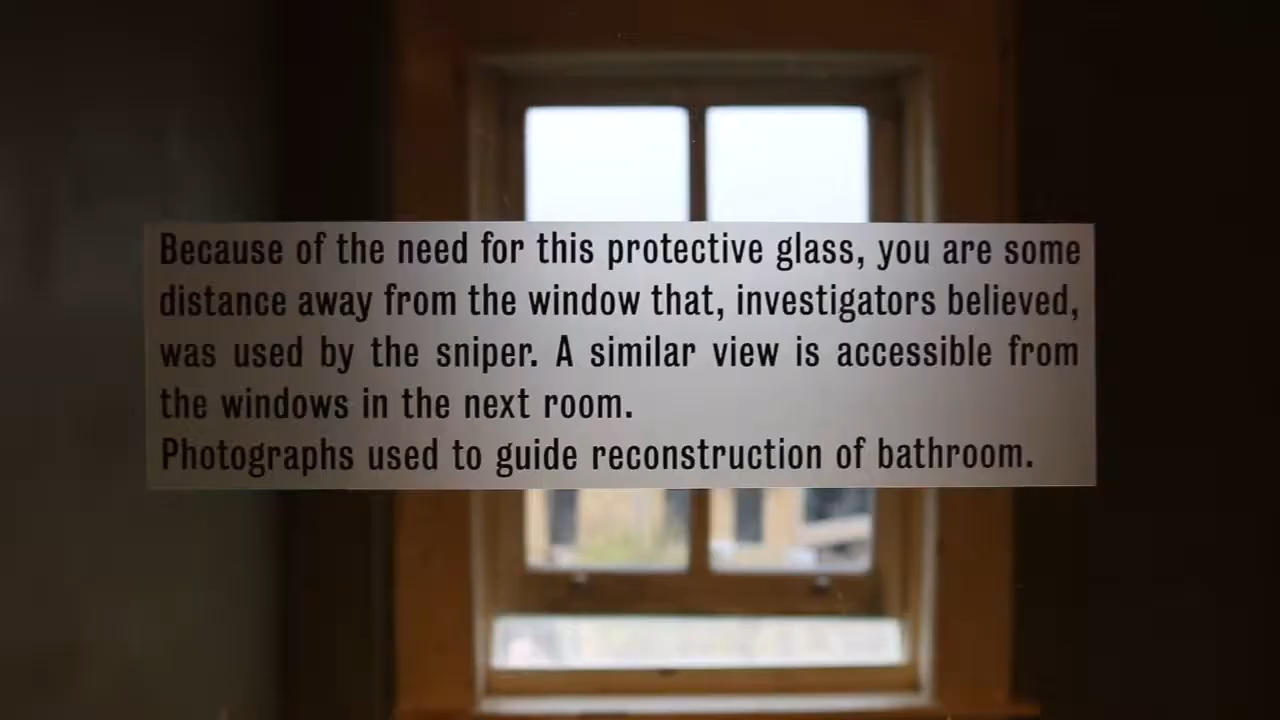 Because of the need for this protective glass, you are some
distance away from the window that, investigators believed,
was used by the sniper. A similar view is accessible from
the windows in the next room.
Photographs used to guide reconstruction of bathroom.